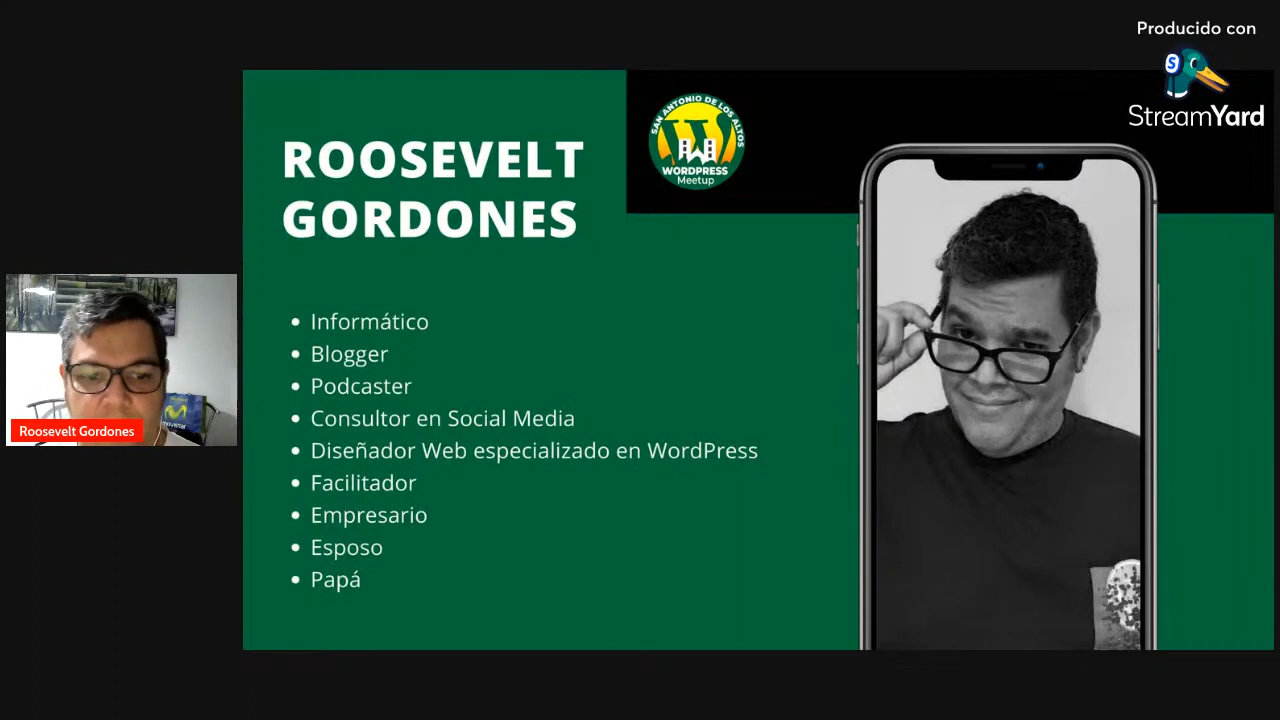 Producido con
S
StreamYard
SAN ANTONIO DE LOS ALTOS
W
WORDPRESS
Meetup
ROOSEVELT
GORDONES
• Informático
• Blogger
• Podcaster
• Consultor en Social Media
• Diseñador Web especializado en WordPress
• Facilitador
• Empresario
• Esposo
• Papá
movistar
Roosevelt Gordones